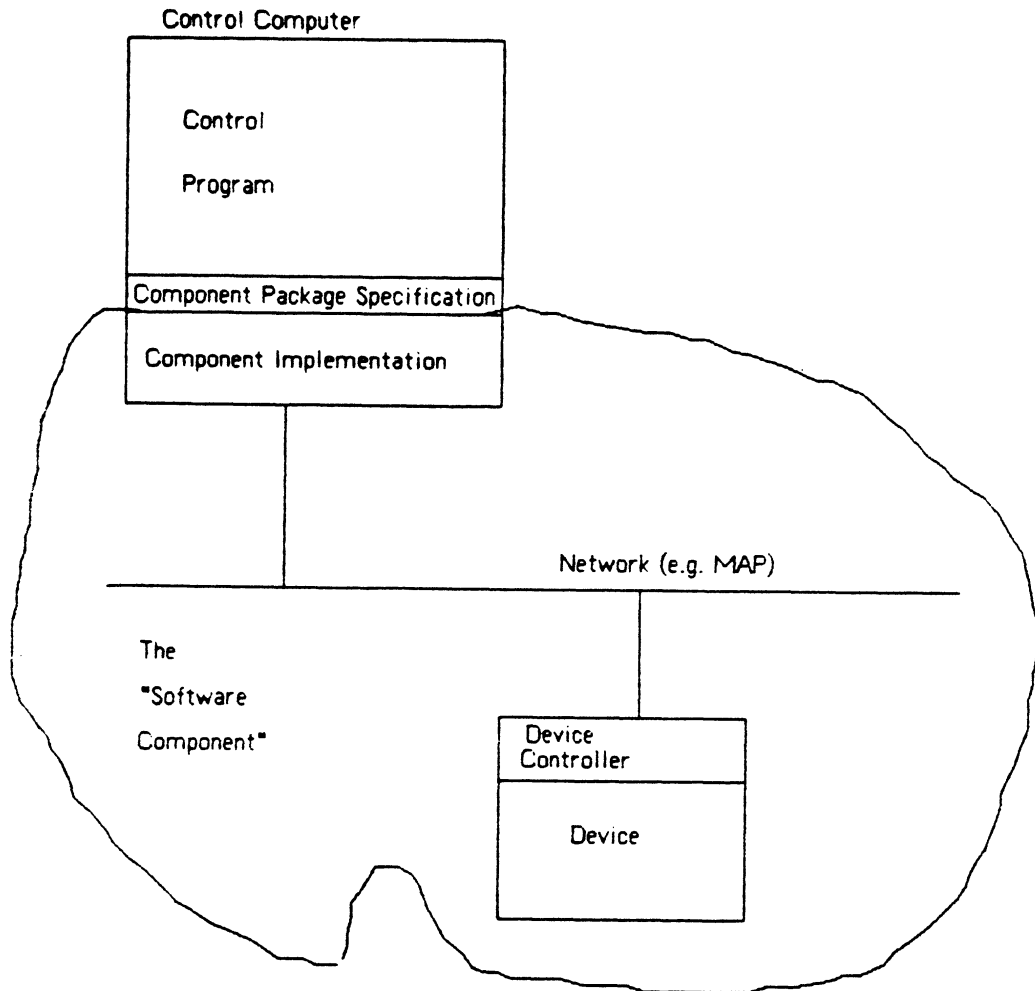 Control Computer
Control
Program
Component Package Specification
Component Implementation
Network (e.g. MAP)
The
"Software
Component"
Device
Controller
Device